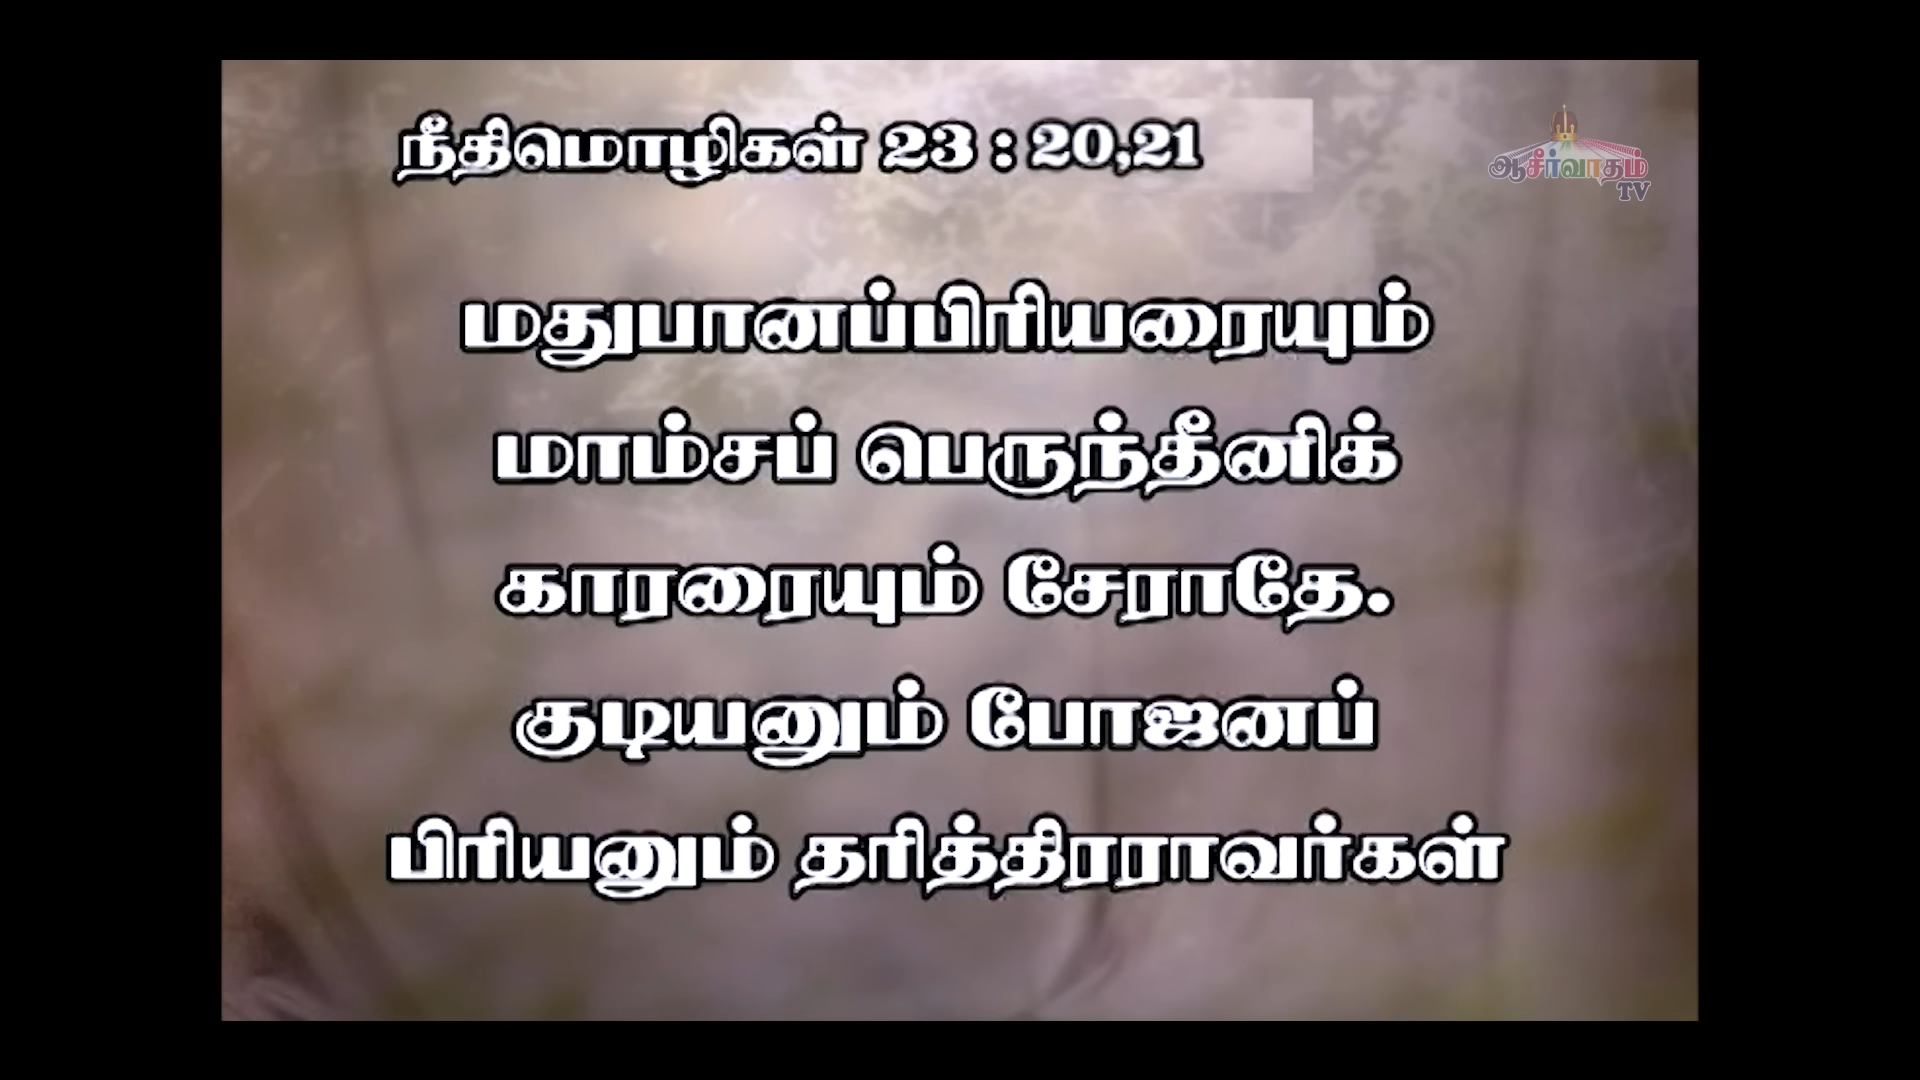 நீதிமொழிகள் 23 : 20,21
ஆசீர்வாதம்
TV
மதுபானப்பிரியரையும்
மாம்சப் பெருந்தீனிக்
காரரையும் சேராதே.
குடியனும் போஜனப்
பிரியனும் தரித்திரராவர்கள்